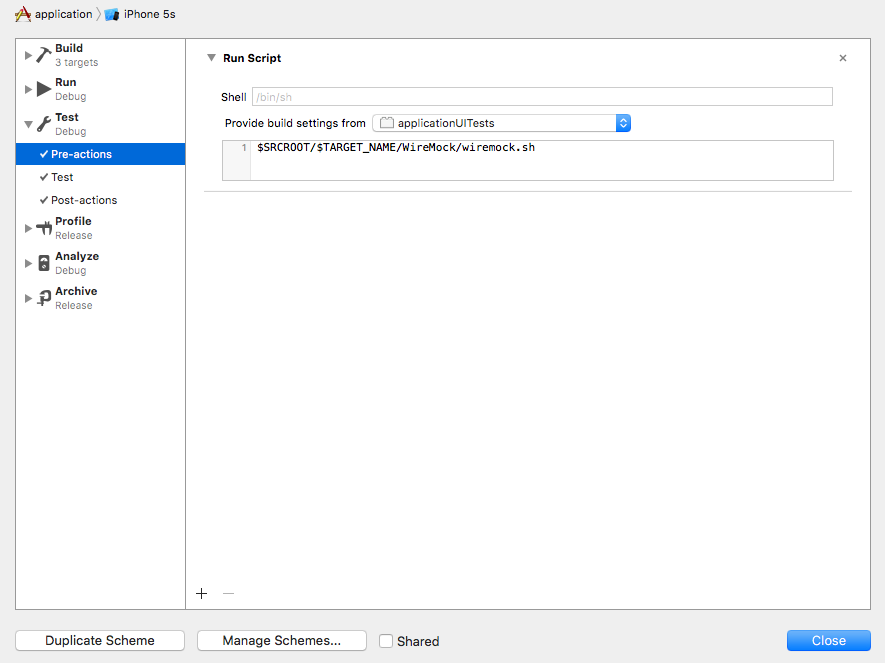 application iPhone 5s
Build
3 targets
Run
Debug
Test
Debug
Pre-actions
Test
Post-actions
Profile
Release
Analyze
Debug
Archive
Release
Run Script
Shell /bin/sh
Provide build settings from applicationUITests
1 $SRCROOT/$TARGET_NAME/WireMock/wiremock.sh
Duplicate Scheme Manage Schemes... Shared Close